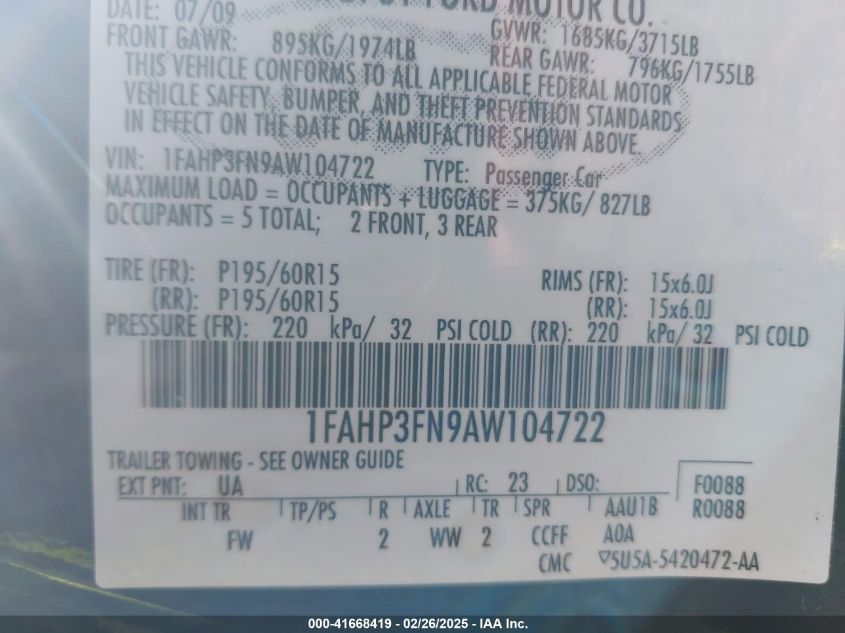 DATE: 07/09 FORD MOTOR CO.
FRONT GAWR: 895KG/1974LB GVWR: 1685KG/3715LB
REAR GAWR: 796KG/1755LB
THIS VEHICLE CONFORMS TO ALL APPLICABLE FEDERAL MOTOR
VEHICLE SAFETY, BUMPER, AND THEFT PREVENTION STANDARDS
IN EFFECT ON THE DATE OF MANUFACTURE SHOWN ABOVE.
VIN: 1FAHP3FN9AW104722 TYPE: Passenger Car
MAXIMUM LOAD = OCCUPANTS + LUGGAGE = 375KG/ 827LB
OCCUPANTS = 5 TOTAL; 2 FRONT, 3 REAR
TIRE (FR): P195/60R15 RIMS (FR): 15x6.0J
(RR): P195/60R15 (RR): 15x6.0J
PRESSURE (FR): 220 kPa/ 32 PSI COLD (RR): 220 kPa/ 32 PSI COLD
1FAHP3FN9AW104722
TRAILER TOWING - SEE OWNER GUIDE
EXT PNT: UA RC: 23 DSO: F0088
INT TR TP/PS R AXLE TR SPR AAU1B R0088
FW 2 WW 2 CCFF AOA
CMC 5U5A-5420472-AA
000-41668419 - 02/26/2025 - IAAI Inc.